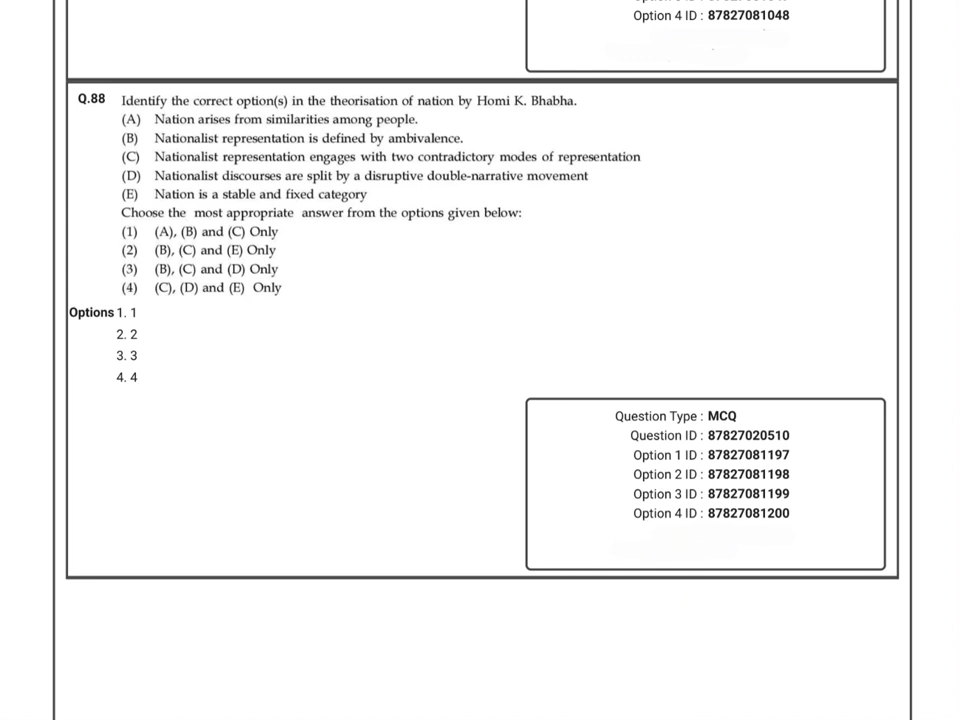 Option 4 ID : 87827081048
Q.88 Identify the correct option(s) in the theorisation of nation by Homi K. Bhabha.
(A) Nation arises from similarities among people.
(B) Nationalist representation is defined by ambivalence.
(C) Nationalist representation engages with two contradictory modes of representation
(D) Nationalist discourses are split by a disruptive double-narrative movement
(E) Nation is a stable and fixed category
Choose the most appropriate answer from the options given below:
(1) (A), (B) and (C) Only
(2) (B), (C) and (E) Only
(3) (B), (C) and (D) Only
(4) (C), (D) and (E) Only
Options 1. 1
2. 2
3. 3
4. 4
Question Type : MCQ
Question ID : 87827020510
Option 1 ID : 87827081197
Option 2 ID : 87827081198
Option 3 ID : 87827081199
Option 4 ID : 87827081200